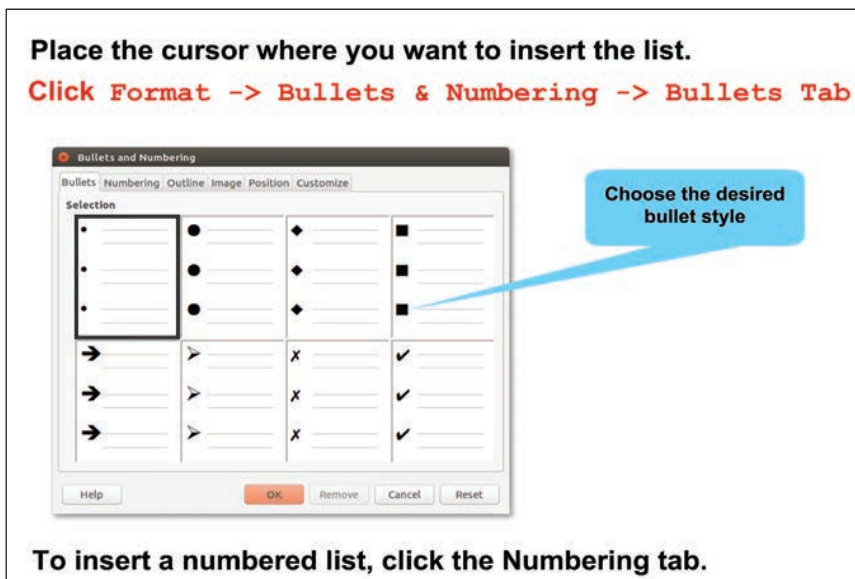 Place the cursor where you want to insert the list.
Click Format -> Bullets & Numbering -> Bullets Tab
Bullets and Numbering
Bullets Numbering Outline Image Position Customize
Selection
Choose the desired
bullet style
Help OK Remove Cancel Reset
To insert a numbered list, click the Numbering tab.